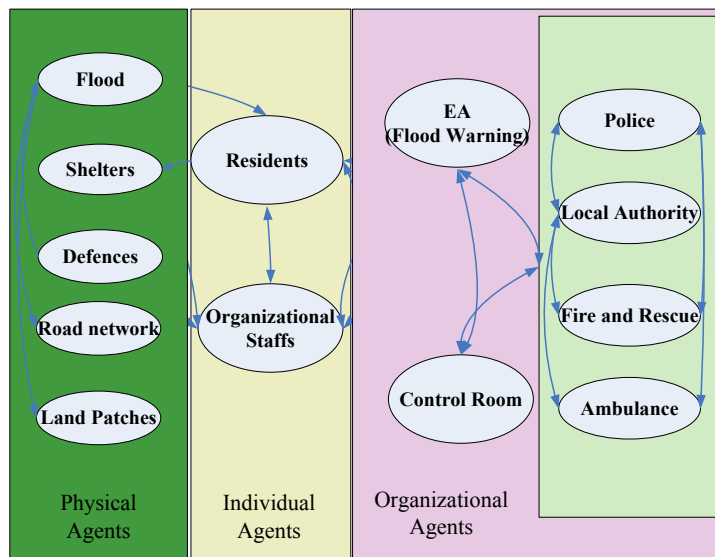 Flood
Shelters
Defences
Road network
Land Patches
Physical
Agents
Residents
Organizational
Staffs
Individual
Agents
EA
(Flood Warning)
Control Room
Organizational
Agents
Police
Local Authority
Fire and Rescue
Ambulance